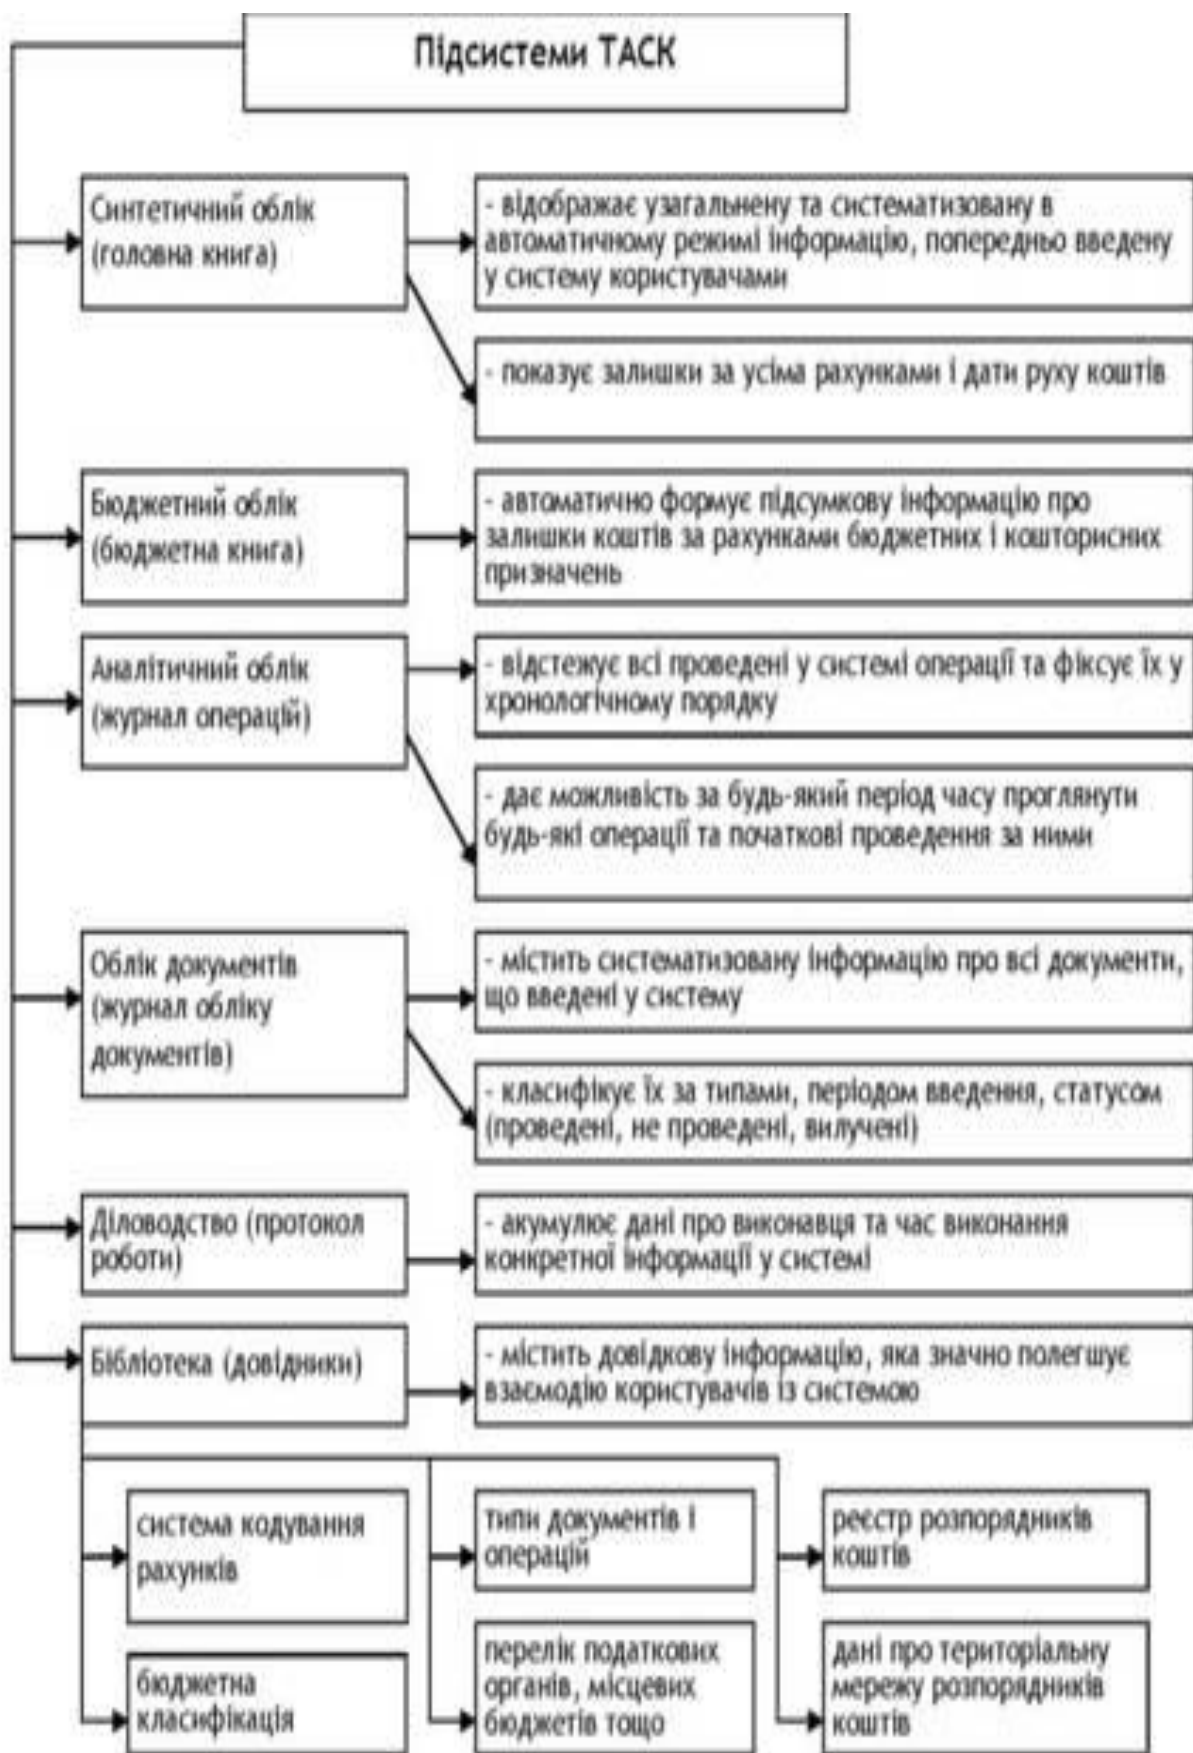 Підсистеми ТАСК
Синтетичний облік
(головна книга)
- відображає узагальнену та систематизовану в
автоматичному режимі інформацію, попередньо введену
у систему користувачами
- показує залишки за усіма рахунками і дати руху коштів
Бюджетний облік
(бюджетна книга)
- автоматично формує підсумкову інформацію про
залишки коштів за рахунками бюджетних і кошторисних
призначень
Аналітичний облік
(журнал операцій)
- відстежує всі проведені у системі операції та фіксує їх у
хронологічному порядку
- дає можливість за будь-який період часу проглянути
будь-які операції та початкові проведення за ними
Облік документів
(журнал обліку
документів)
- містить систематизовану інформацію про всі документи,
що введені у систему
- класифікує їх за типами, періодом введення, статусом
(проведені, не проведені, вилучені)
Діловодство (протокол
роботи)
- акумулює дані про виконавця та час виконання
конкретної інформації у системі
Бібліотека (довідники)
- містить довідкову інформацію, яка значно полегшує
взаємодію користувачів із системою
система кодування
рахунків
типи документів і
операцій
реєстр розпорядників
коштів
бюджетна
класифікація
перелік податкових
органів, місцевих
бюджетів тощо
дані про територіальну
мережу розпорядників
коштів